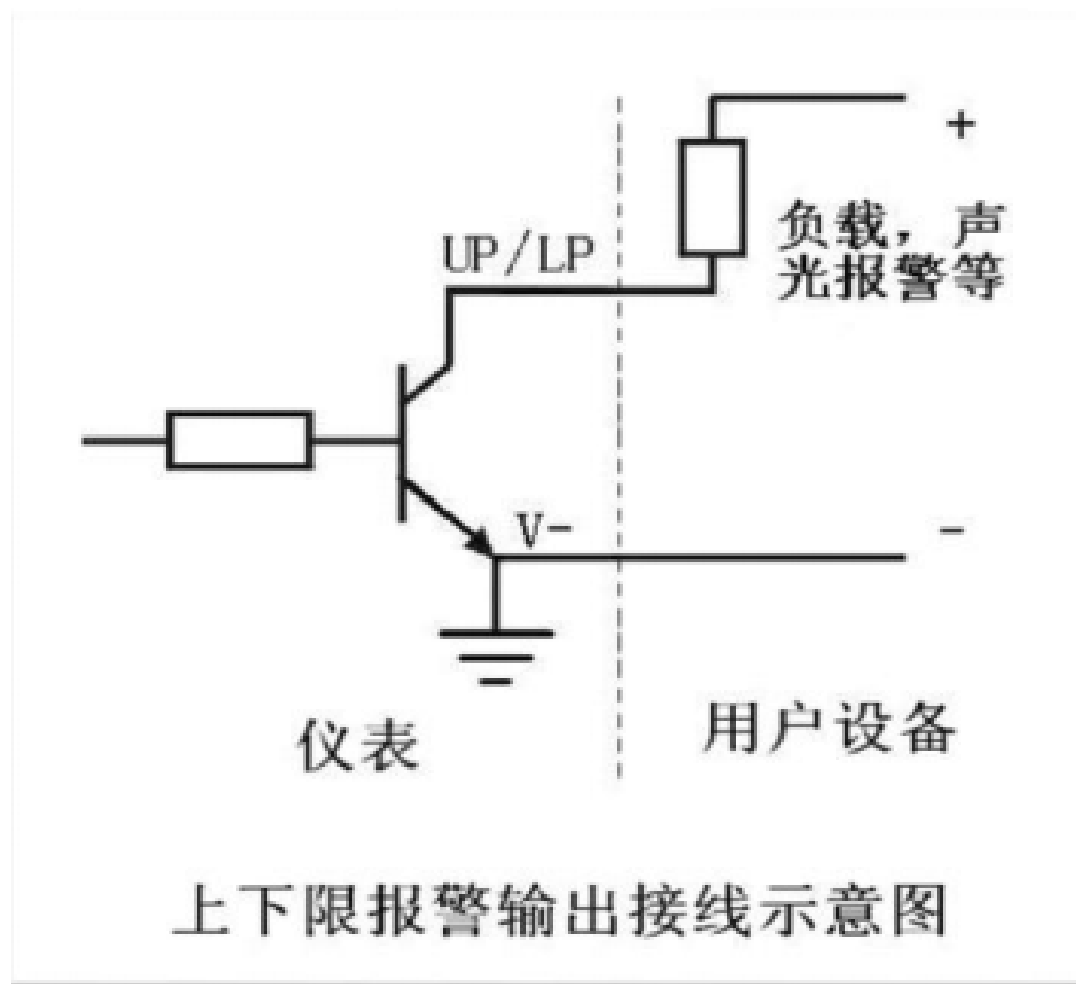 +
负载，声
光报警等
UP/LP
V-
-
仪表
用户设备
上下限报警输出接线示意图